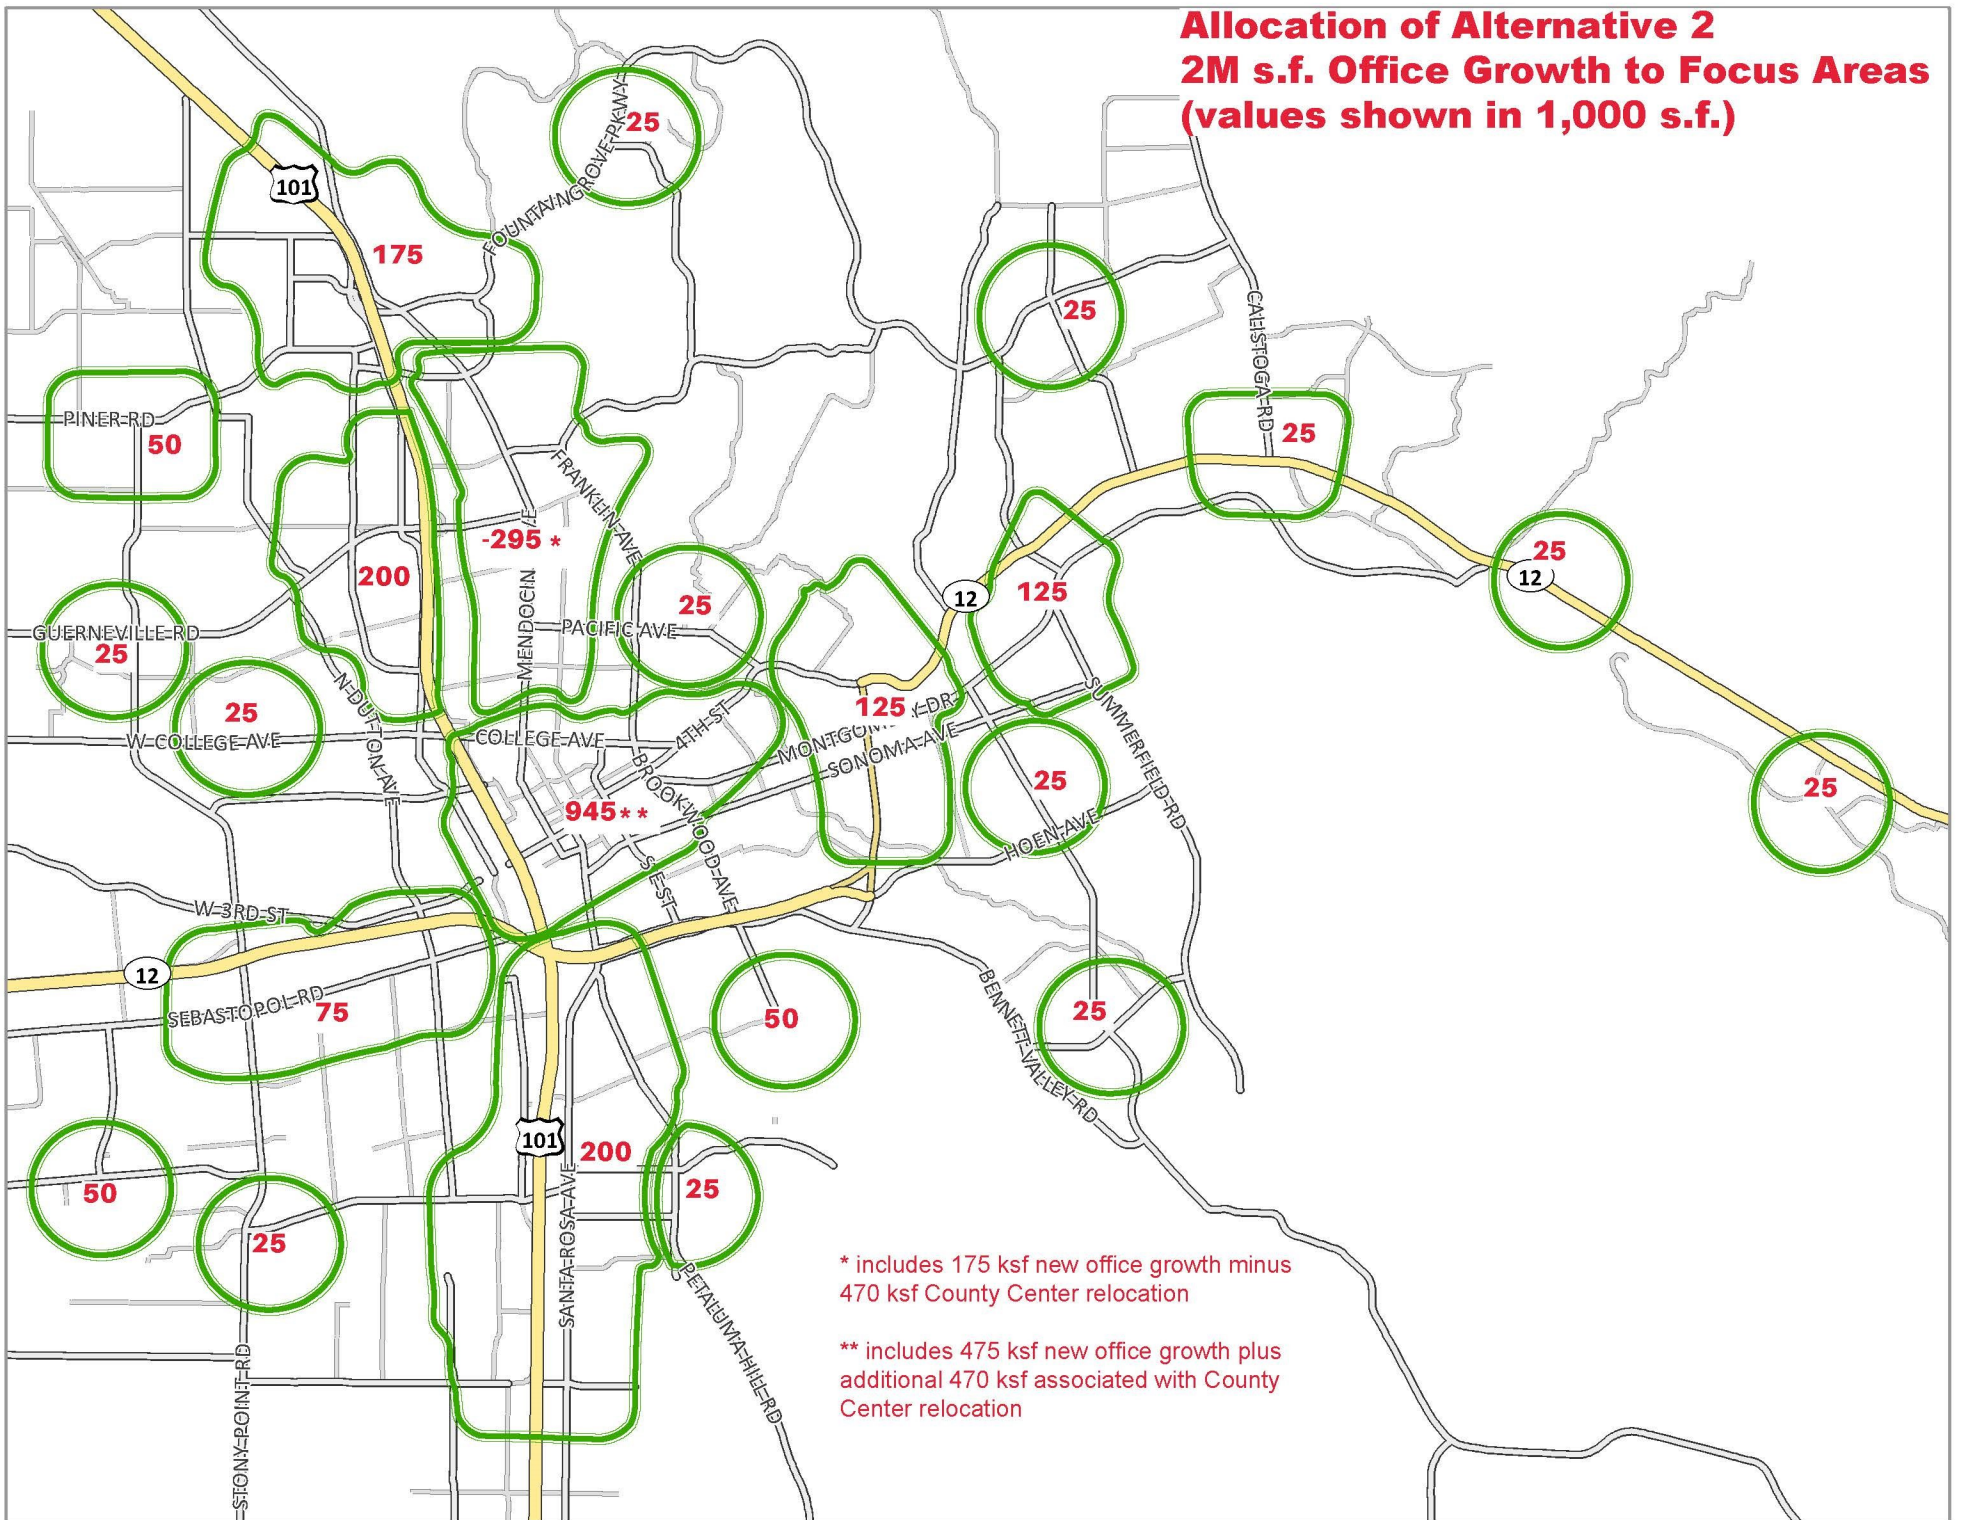 Allocation of Alternative 2
2M s.f. Office Growth to Focus Areas
(values shown in 1,000 s.f.)
25
FOUNTAINGROVE PKWY
101
175
25
CALISTOGA RD
25
PINER RD
50
FRANKLIN AVE
-295 *
200
25
12
25
12
125
GUERNEVILLE RD
25
PACIFIC AVE
MENDOCIN
N DUTTON AVE
25
W COLLEGE AVE
COLLEGE AVE
4TH ST
125
MONTGOM Y DR
SONOMA AVE
SUMMERFIELD RD
25
25
945**
BROOKWOOD AVE
HOEN AVE
S E ST
W 3RD ST
12
SEBASTOPOL RD
75
50
25
BENNETT VALLEY RD
101
200
50
25
25
SANTA ROSA AVE
PETALUMA HILL RD
STONY POINT RD
* includes 175 ksf new office growth minus
470 ksf County Center relocation
** includes 475 ksf new office growth plus
additional 470 ksf associated with County
Center relocation